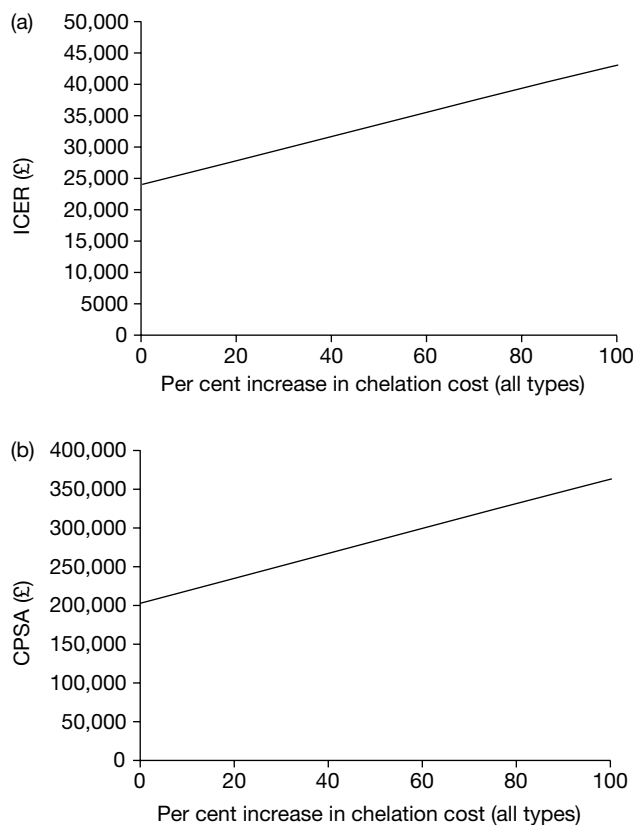 (a)
50,000
45,000
40,000
35,000
30,000
25,000
20,000
15,000
10,000
5000
0
ICER (£)
0 20 40 60 80 100
Per cent increase in chelation cost (all types)
(b)
400,000
350,000
300,000
250,000
200,000
150,000
100,000
50,000
0
CPSA (£)
0 20 40 60 80 100
Per cent increase in chelation cost (all types)